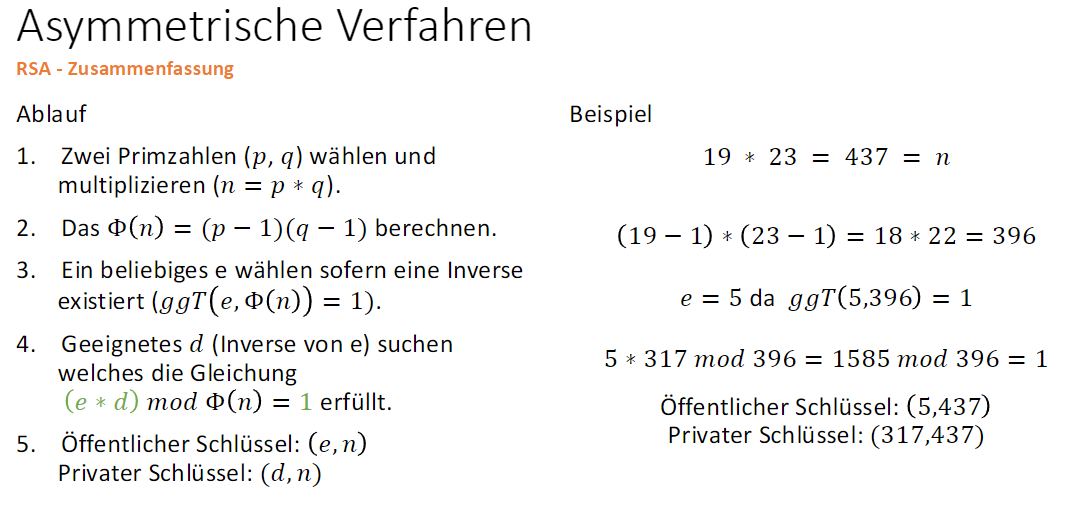 Asymmetrische Verfahren
RSA - Zusammenfassung
Ablauf
1. Zwei Primzahlen (p, q) wählen und
multiplizieren (n = p ∗ q).
2. Das Φ(n) = (p − 1)(q − 1) berechnen.
3. Ein beliebiges e wählen sofern eine Inverse
existiert (ggT(e, Φ(n)) = 1).
4. Geeignetes d (Inverse von e) suchen
welches die Gleichung
(e ∗ d) mod Φ(n) = 1 erfüllt.
5. Öffentlicher Schlüssel: (e, n)
Privater Schlüssel: (d, n)
Beispiel
19 ∗ 23 = 437 = n
(19 − 1) ∗ (23 − 1) = 18 ∗ 22 = 396
e = 5 da ggT(5,396) = 1
5 ∗ 317 mod 396 = 1585 mod 396 = 1
Öffentlicher Schlüssel: (5,437)
Privater Schlüssel: (317,437)